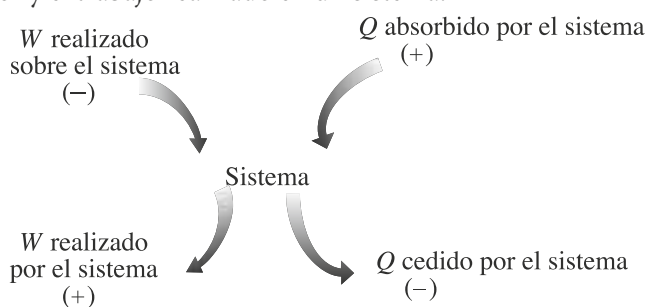 W realizado
sobre el sistema
(−)
Q absorbido por el sistema
(+)
Sistema
W realizado
por el sistema
(+)
Q cedido por el sistema
(−)